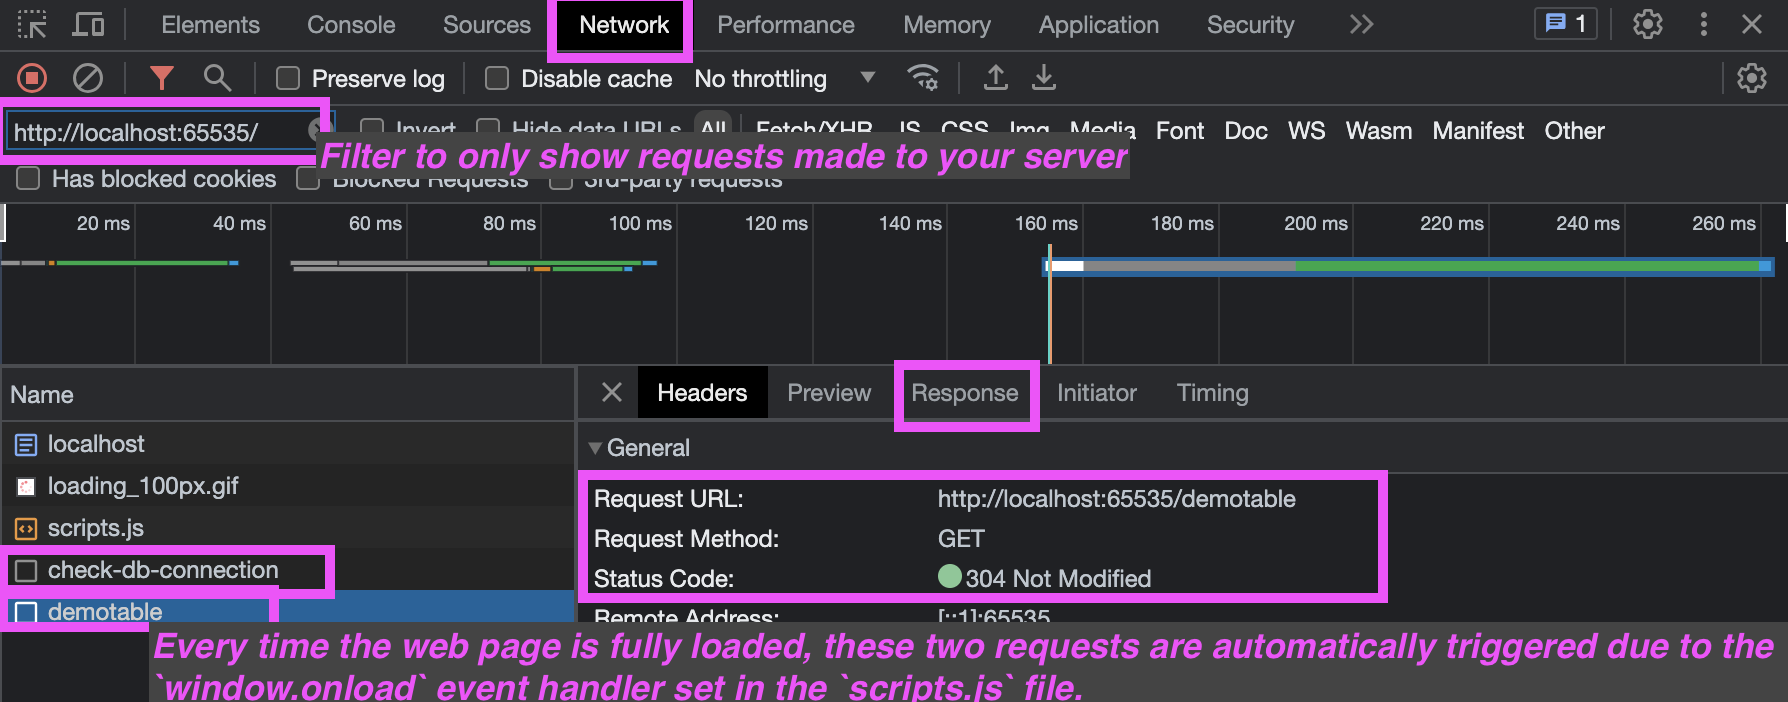 Elements Console Sources Network Performance Memory Application Security 1
Preserve log Disable cache No throttling
http://localhost:65535/ Invert Hide data URLs All Fetch/XHR JS CSS Img Media Font Doc WS Wasm Manifest Other
Filter to only show requests made to your server
Has blocked cookies Blocked Requests 3rd-party requests
20 ms 40 ms 60 ms 80 ms 100 ms 120 ms 140 ms 160 ms 180 ms 200 ms 220 ms 240 ms 260 ms
Name
Headers Preview Response Initiator Timing
localhost
loading_100px.gif
scripts.js
check-db-connection
demotable
General
Request URL: http://localhost:65535/demotable
Request Method: GET
Status Code: 304 Not Modified
Remote Address: [::1]:65535
Every time the web page is fully loaded, these two requests are automatically triggered due to the
`window.onload` event handler set in the `scripts.js` file.